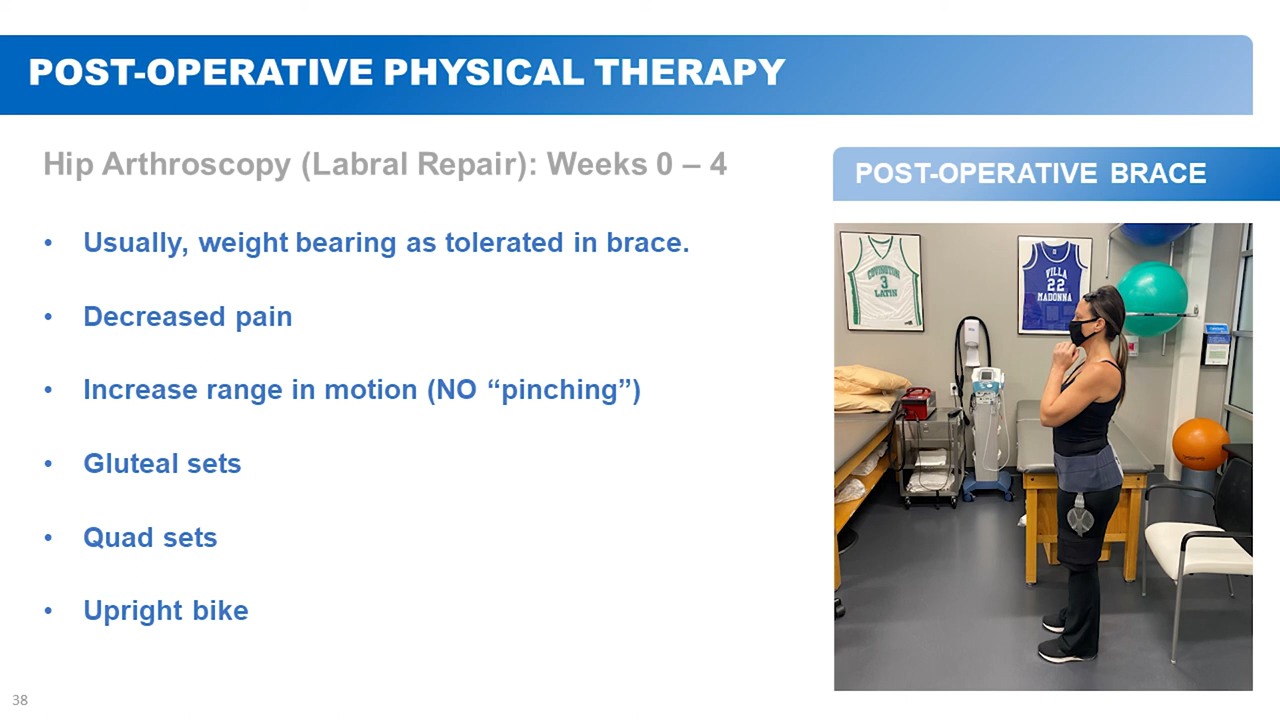 POST-OPERATIVE PHYSICAL THERAPY
Hip Arthroscopy (Labral Repair): Weeks 0 – 4
• Usually, weight bearing as tolerated in brace.
• Decreased pain
• Increase range in motion (NO “pinching”)
• Gluteal sets
• Quad sets
• Upright bike
POST-OPERATIVE BRACE
COVINGTON
3
LATIN
VILLA
22
MADONNA
38